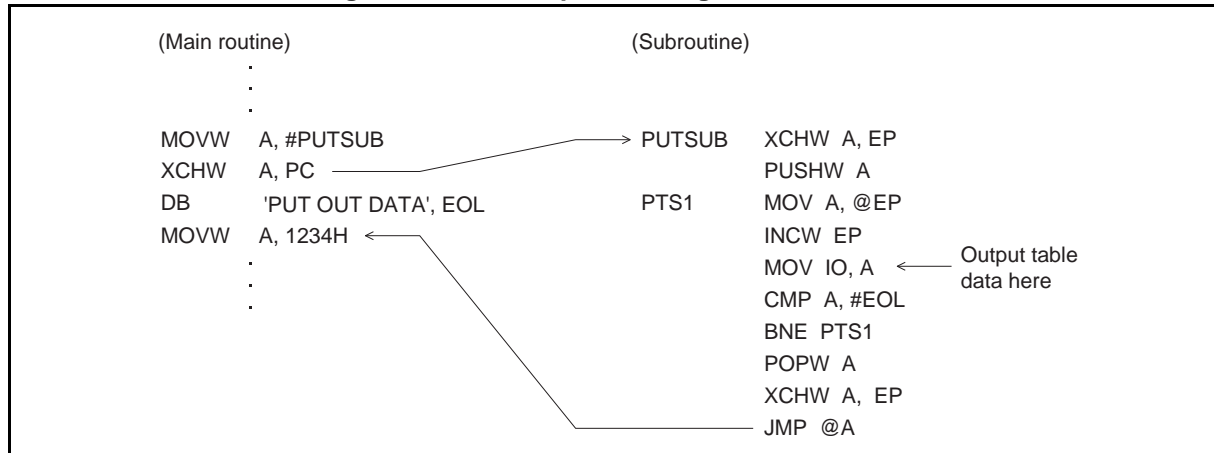 (Main routine) (Subroutine)
.
.
.
MOVW A, #PUTSUB PUTSUB XCHW A, EP
XCHW A, PC PUSHW A
DB 'PUT OUT DATA', EOL PTS1 MOV A, @EP
MOVW A, 1234H INCW EP
. MOV IO, A Output table
. data here
. CMP A, #EOL
BNE PTS1
POPW A
XCHW A, EP
JMP @A